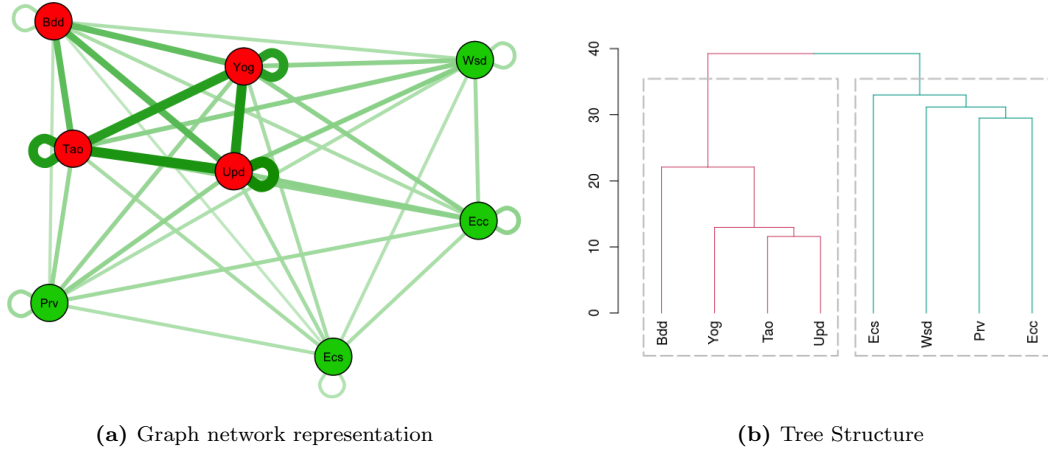 Bdd
Yog
Wsd
Tao
Upd
Ecc
Prv
Ecs
40
30
20
10
0
Bdd
Yog
Tao
Upd
Ecs
Wsd
Prv
Ecc
(a) Graph network representation
(b) Tree Structure